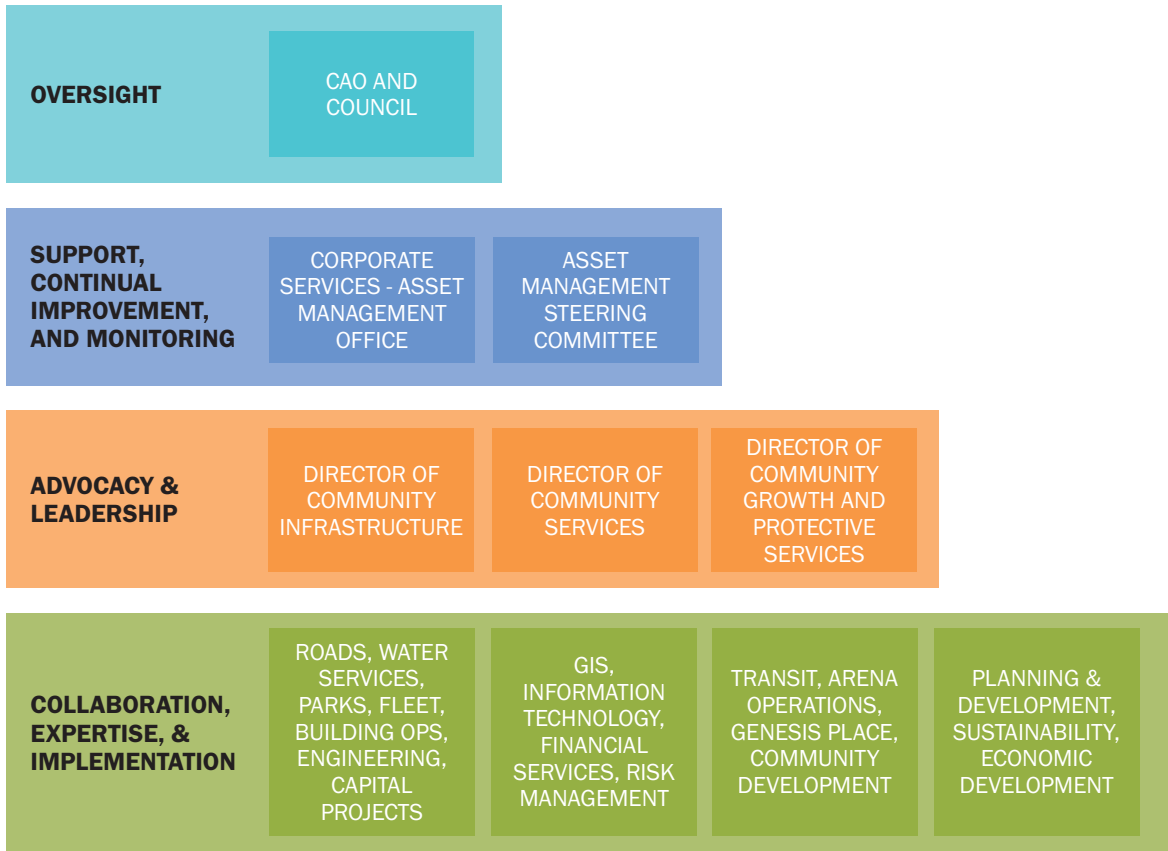 OVERSIGHT
CAO AND
COUNCIL
SUPPORT,
CONTINUAL
IMPROVEMENT,
AND MONITORING
CORPORATE
SERVICES - ASSET
MANAGEMENT
OFFICE
ASSET
MANAGEMENT
STEERING
COMMITTEE
ADVOCACY &
LEADERSHIP
DIRECTOR OF
COMMUNITY
INFRASTRUCTURE
DIRECTOR OF
COMMUNITY
SERVICES
DIRECTOR OF
COMMUNITY
GROWTH AND
PROTECTIVE
SERVICES
COLLABORATION,
EXPERTISE, &
IMPLEMENTATION
ROADS, WATER
SERVICES,
PARKS, FLEET,
BUILDING OPS,
ENGINEERING,
CAPITAL
PROJECTS
GIS,
INFORMATION
TECHNOLOGY,
FINANCIAL
SERVICES, RISK
MANAGEMENT
TRANSIT, ARENA
OPERATIONS,
GENESIS PLACE,
COMMUNITY
DEVELOPMENT
PLANNING &
DEVELOPMENT,
SUSTAINABILITY,
ECONOMIC
DEVELOPMENT